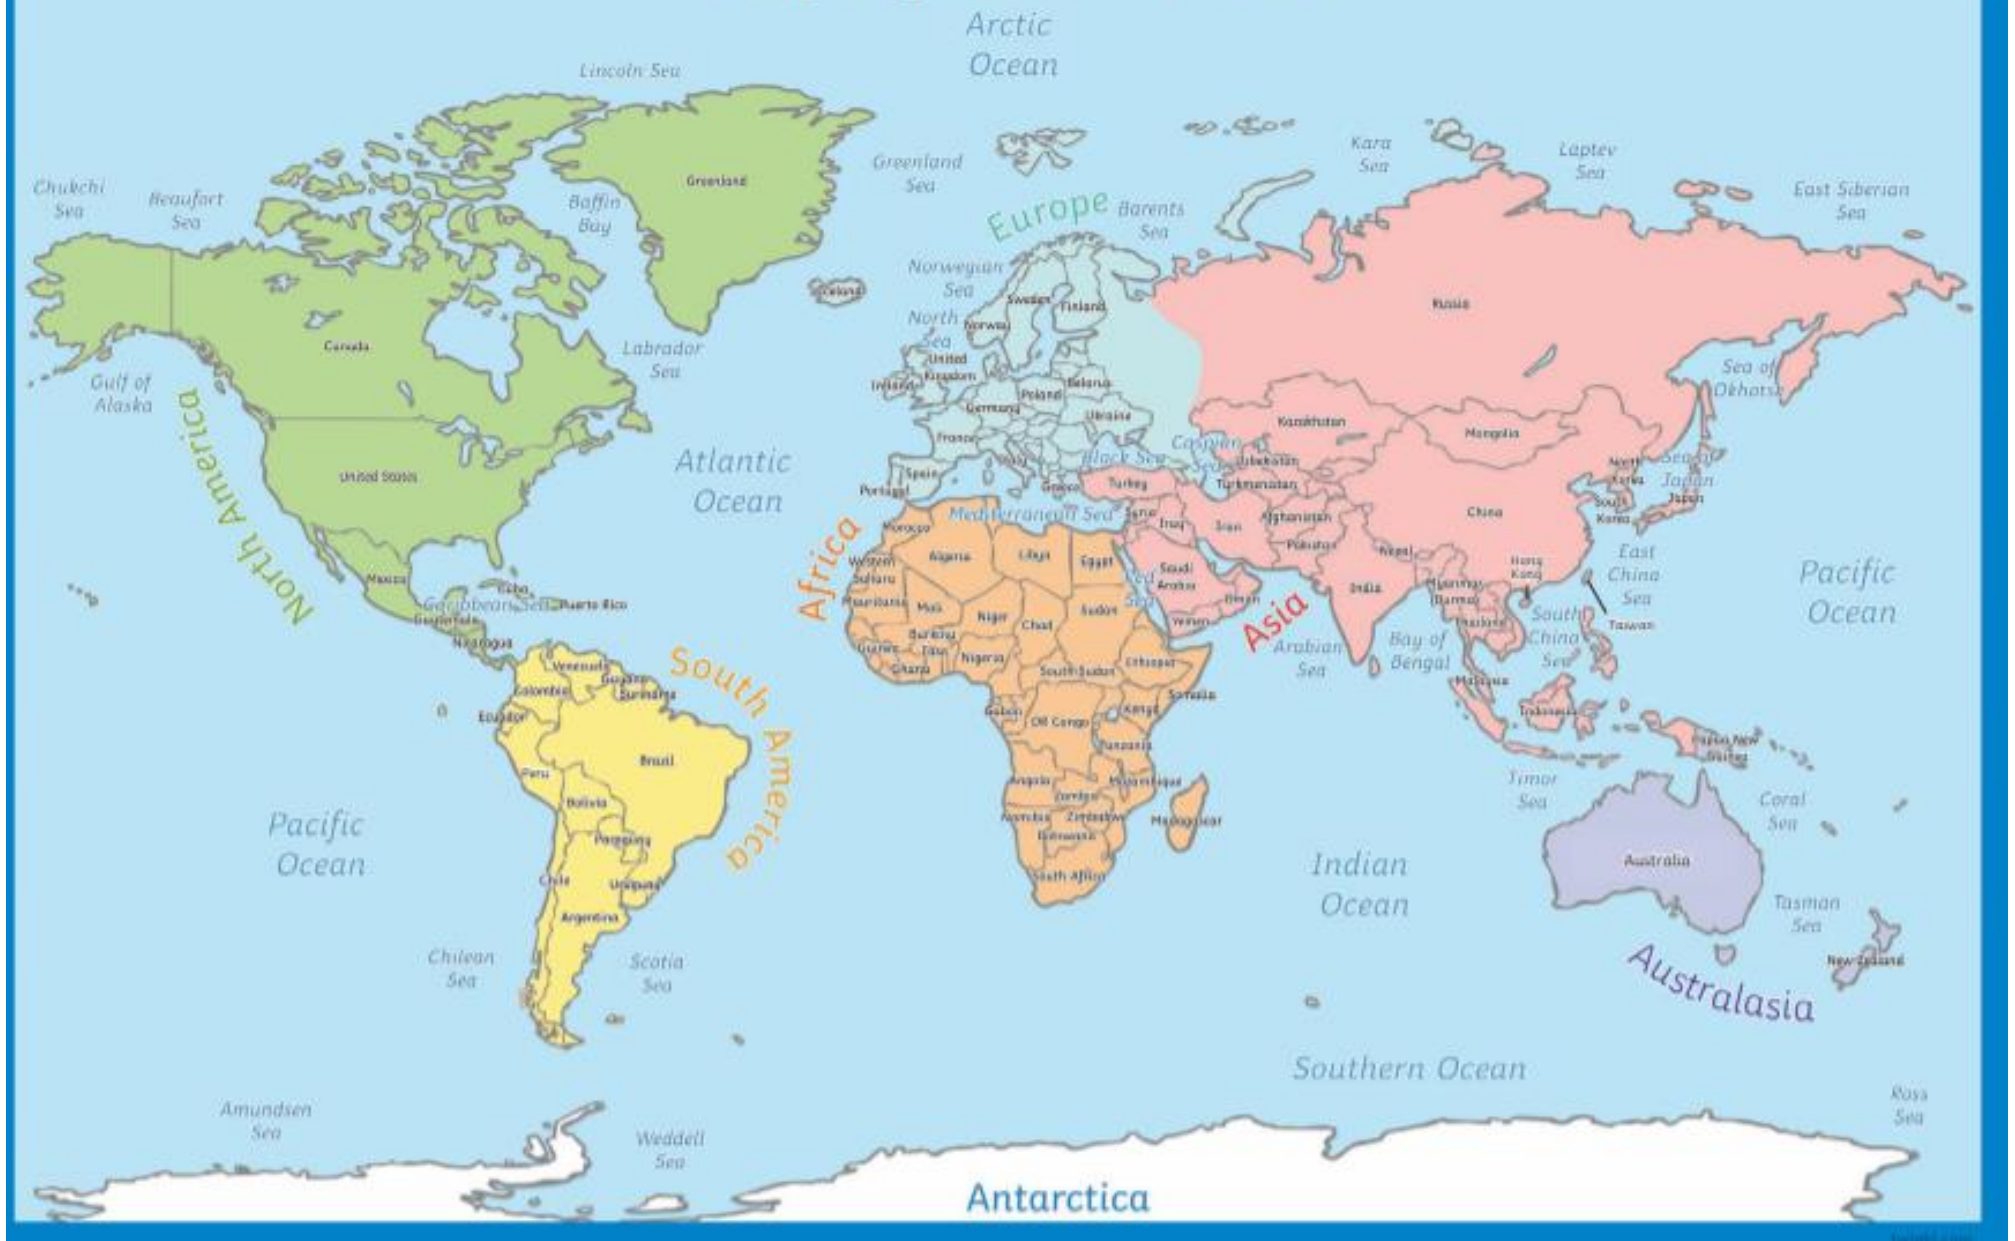 Arctic
Ocean
Lincoln Sea
Greenland
Greenland
Sea
Kara
Sea
Laptev
Sea
East Siberian
Sea
Chukchi
Sea
Beaufort
Sea
Baffin
Bay
Europe
Barents
Sea
Norwegian
Sea
Iceland
Sweden
Finland
Norway
Russia
North
Sea
United
Kingdom
Ireland
Canada
Labrador
Sea
Gulf of
Alaska
Sea of
Okhotsk
Belarus
Poland
Germany
Ukraine
France
Kazakhstan
Mongolia
Black Sea
Caspian
Sea
Uzbekistan
Turkmenistan
North America
United States
Atlantic
Ocean
Spain
Portugal
Italy
Greece
Turkey
North
Korea
South
Korea
Sea of
Japan
Japan
China
Mediterranean Sea
Syria
Iraq
Iran
Afghanistan
Pakistan
Nepal
India
Africa
Morocco
Algeria
Libya
Egypt
Western
Sahara
Saudi
Arabia
Red
Sea
Oman
Yemen
Hong
Kong
Myanmar
(Burma)
Thailand
East
China
Sea
Taiwan
South
China
Sea
Pacific
Ocean
Mexico
Cuba
Caribbean Sea
Puerto Rico
Guatemala
Nicaragua
Mauritania
Mali
Niger
Chad
Sudan
Burkina
Guinea
Ghana
Nigeria
South Sudan
Ethiopia
Somalia
Asia
Arabian
Sea
Bay of
Bengal
Malaysia
Indonesia
Papua New
Guinea
South America
Venezuela
Guyana
Suriname
Colombia
Ecuador
Brazil
Peru
Bolivia
Paraguay
Chile
Uruguay
Argentina
Gabon
DR Congo
Kenya
Tanzania
Angola
Zambia
Mozambique
Namibia
Zimbabwe
Botswana
Madagascar
South Africa
Timor
Sea
Coral
Sea
Australia
Pacific
Ocean
Indian
Ocean
Tasman
Sea
New Zealand
Australasia
Chilean
Sea
Scotia
Sea
Southern Ocean
Amundsen
Sea
Weddell
Sea
Ross
Sea
Antarctica